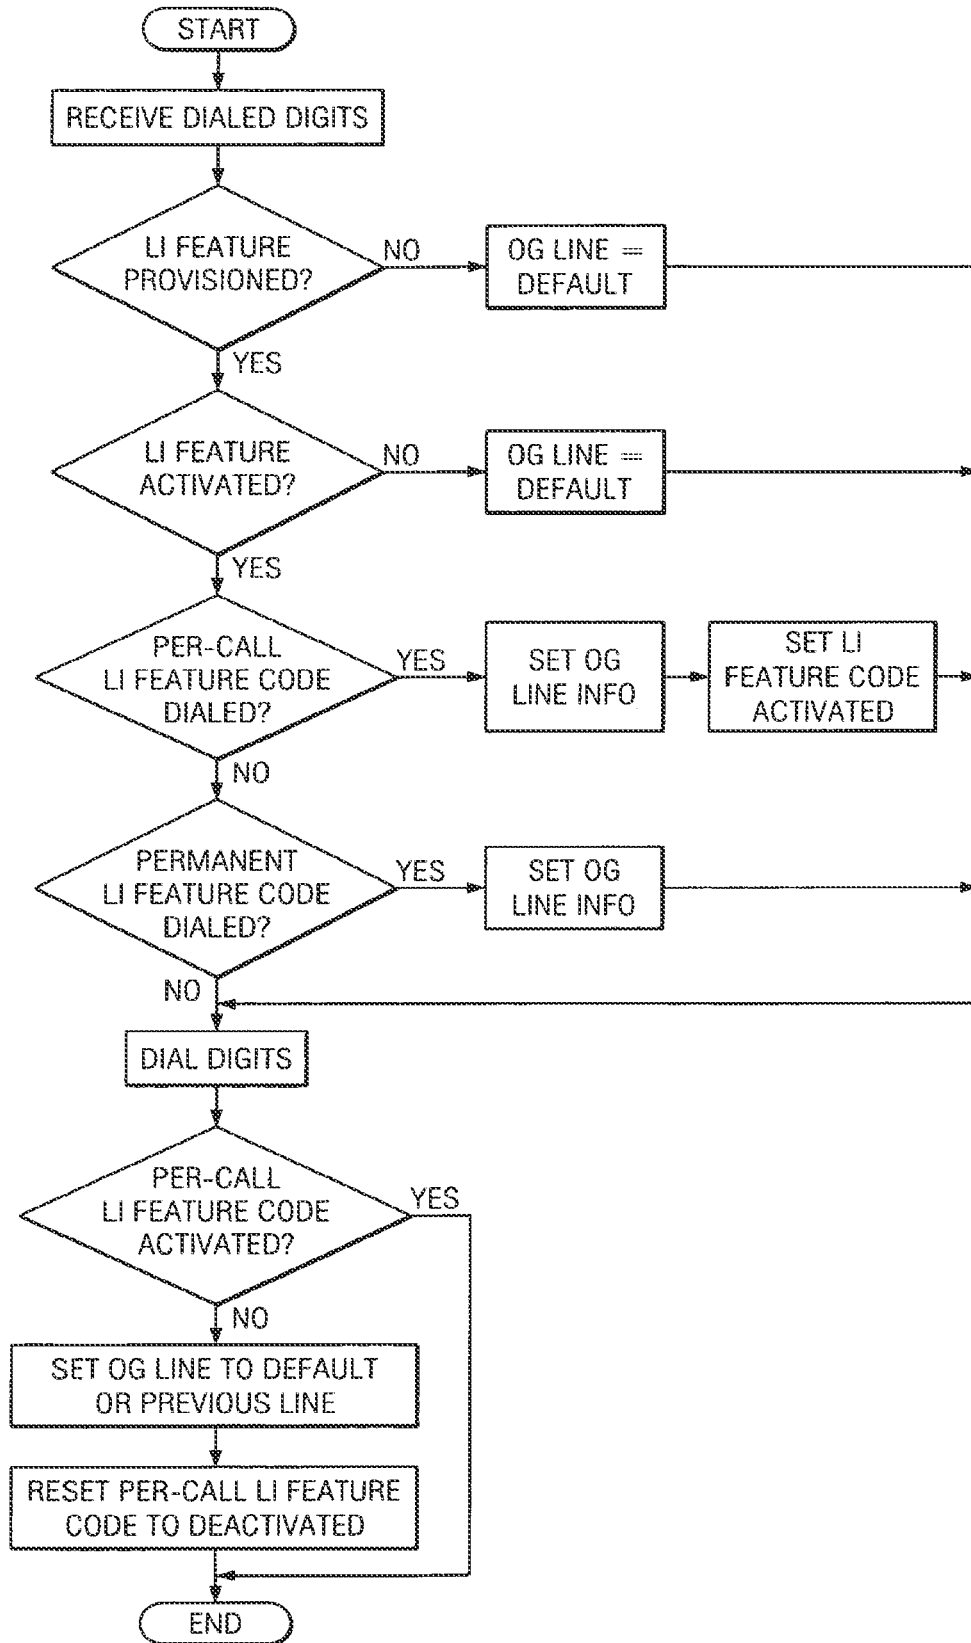 START
RECEIVE DIALED DIGITS
LI FEATURE
PROVISIONED?
NO
OG LINE =
DEFAULT
YES
LI FEATURE
ACTIVATED?
NO
OG LINE =
DEFAULT
YES
PER-CALL
LI FEATURE CODE
DIALED?
YES
SET OG
LINE INFO
SET LI
FEATURE CODE
ACTIVATED
NO
PERMANENT
LI FEATURE CODE
DIALED?
YES
SET OG
LINE INFO
NO
DIAL DIGITS
PER-CALL
LI FEATURE CODE
ACTIVATED?
YES
NO
SET OG LINE TO DEFAULT
OR PREVIOUS LINE
RESET PER-CALL LI FEATURE
CODE TO DEACTIVATED
END